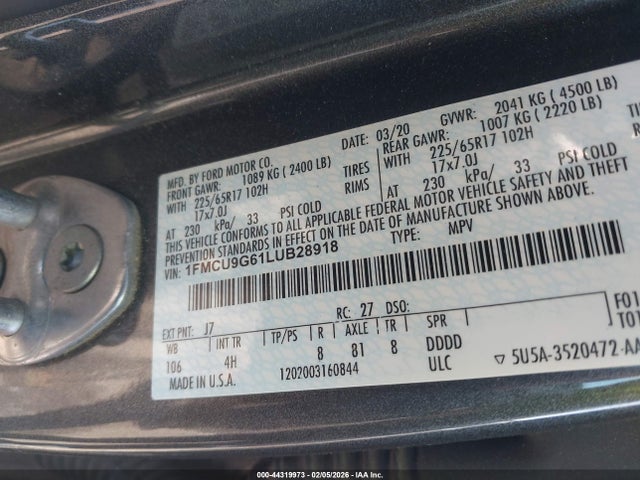 MFD. BY FORD MOTOR CO.
DATE: 03/20 GVWR: 2041 KG ( 4500 LB)
FRONT GAWR: 1089 KG ( 2400 LB) REAR GAWR: 1007 KG ( 2220 LB)
WITH 225/65R17 102H TIRES WITH 225/65R17 102H
17x7.0J RIMS 17x7.0J
AT 230 kPa/ 33 PSI COLD AT 230 kPa/ 33 PSI COLD
THIS VEHICLE CONFORMS TO ALL APPLICABLE FEDERAL MOTOR VEHICLE SAFETY AND THEFT
PREVENTION STANDARDS IN EFFECT ON THE DATE OF MANUFACTURE SHOWN ABOVE.
1FMCU9G61LUB28918 TYPE: MPV
EXT PNT: J7 RC: 27 DSO:
WB INT TR TP/PS R AXLE TR SPR
106 4H 8 81 8 DDDD
MADE IN U.S.A. 1202003160844 ULC
▽ 5U5A-3520472-AA
000-44319973 - 02/05/2026 - IAA Inc.